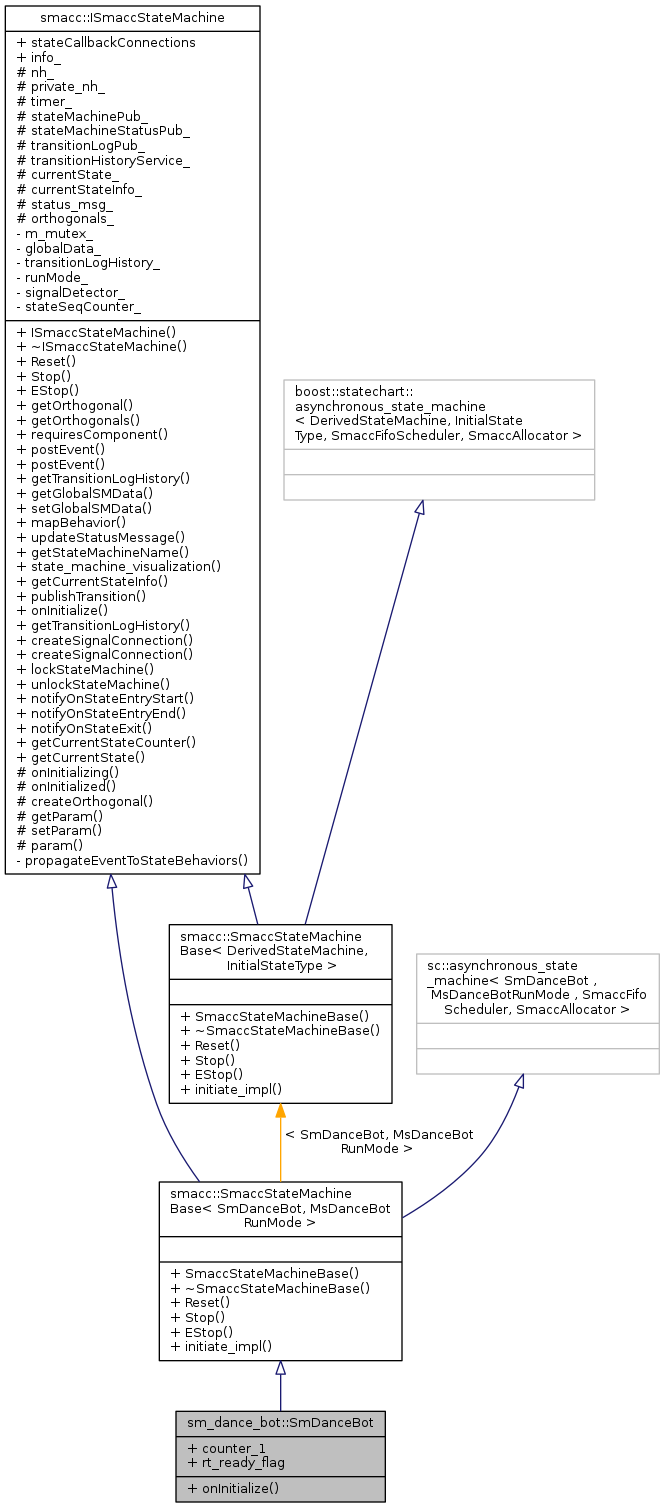 smacc::ISmaccStateMachine
+ stateCallbackConnections
+ info_
# nh_
# private_nh_
# timer_
# stateMachinePub_
# stateMachineStatusPub_
# transitionLogPub_
# transitionHistoryService_
# currentState_
# currentStateInfo_
# status_msg_
# orthogonals_
- m_mutex_
- globalData_
- transitionLogHistory_
- runMode_
- signalDetector_
- stateSeqCounter_
+ ISmaccStateMachine()
+ ~ISmaccStateMachine()
+ Reset()
+ Stop()
+ EStop()
+ getOrthogonal()
+ getOrthogonals()
+ requiresComponent()
+ postEvent()
+ postEvent()
+ getTransitionLogHistory()
+ getGlobalSMData()
+ setGlobalSMData()
+ mapBehavior()
+ updateStatusMessage()
+ getStateMachineName()
+ state_machine_visualization()
+ getCurrentStateInfo()
+ publishTransition()
+ onInitialize()
+ getTransitionLogHistory()
+ createSignalConnection()
+ createSignalConnection()
+ lockStateMachine()
+ unlockStateMachine()
+ notifyOnStateEntryStart()
+ notifyOnStateEntryEnd()
+ notifyOnStateExit()
+ getCurrentStateCounter()
+ getCurrentState()
# onInitializing()
# onInitialized()
# createOrthogonal()
# getParam()
# setParam()
# param()
- propagateEventToStateBehaviors()
boost::statechart::
asynchronous_state_machine
< DerivedStateMachine, InitialState
Type, SmaccFifoScheduler, SmaccAllocator >
smacc::SmaccStateMachine
Base< DerivedStateMachine,
InitialStateType >
+ SmaccStateMachineBase()
+ ~SmaccStateMachineBase()
+ Reset()
+ Stop()
+ EStop()
+ initiate_impl()
sc::asynchronous_state
_machine< SmDanceBot ,
MsDanceBotRunMode , SmaccFifo
Scheduler, SmaccAllocator >
< SmDanceBot, MsDanceBot
RunMode >
smacc::SmaccStateMachine
Base< SmDanceBot, MsDanceBot
RunMode >
+ SmaccStateMachineBase()
+ ~SmaccStateMachineBase()
+ Reset()
+ Stop()
+ EStop()
+ initiate_impl()
sm_dance_bot::SmDanceBot
+ counter_1
+ rt_ready_flag
+ onInitialize()